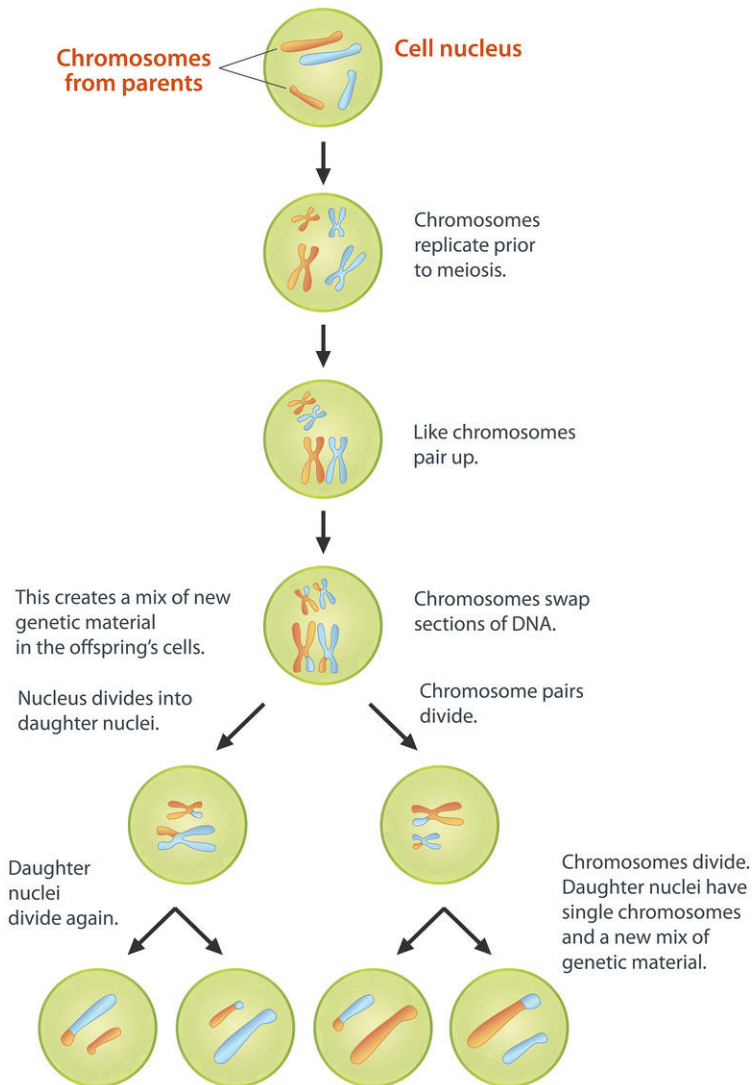 Chromosomes
from parents
Cell nucleus
Chromosomes
replicate prior
to meiosis.
Like chromosomes
pair up.
This creates a mix of new
genetic material
in the offspring's cells.
Chromosomes swap
sections of DNA.
Nucleus divides into
daughter nuclei.
Chromosome pairs
divide.
Daughter
nuclei
divide again.
Chromosomes divide.
Daughter nuclei have
single chromosomes
and a new mix of
genetic material.